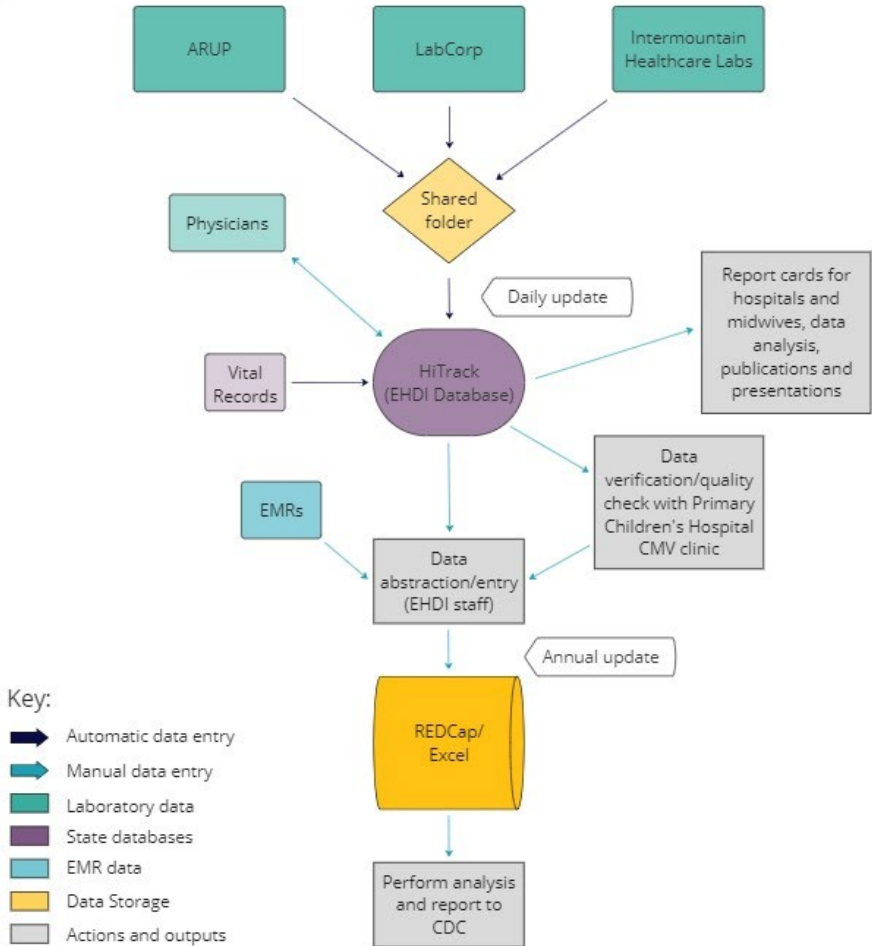 ARUP
LabCorp
Intermountain
Healthcare Labs
Shared
folder
Physicians
Daily update
Report cards for
hospitals and
midwives, data
analysis,
publications and
presentations
Vital
Records
HiTrack
(EHDI Database)
EMRs
Data
verification/quality
check with Primary
Children's Hospital
CMV clinic
Data
abstraction/entry
(EHDI staff)
Annual update
REDCap/
Excel
Perform analysis
and report to
CDC
Key:
Automatic data entry
Manual data entry
Laboratory data
State databases
EMR data
Data Storage
Actions and outputs